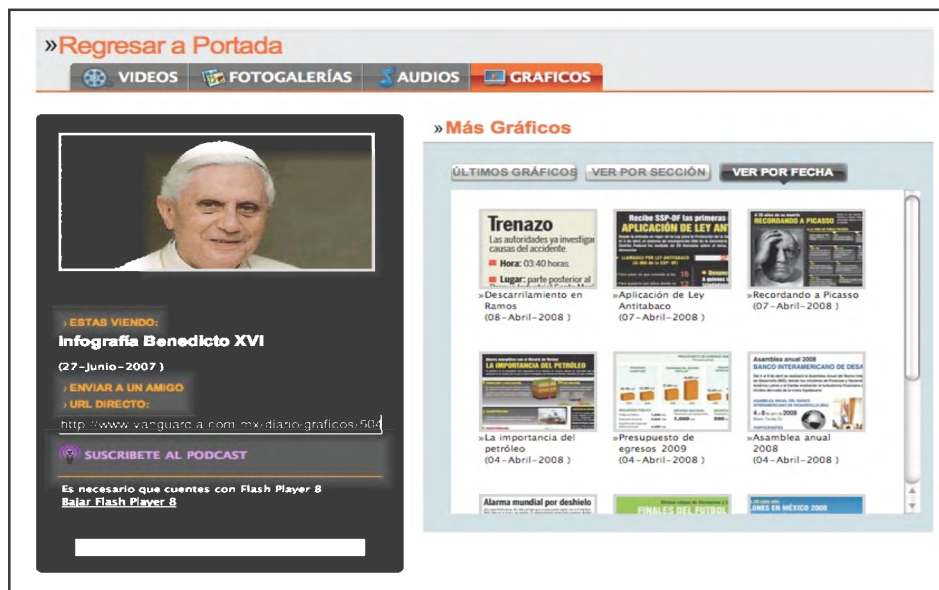 »Regresar a Portada
VIDEOS FOTOGALERÍAS AUDIOS GRAFICOS
› ESTAS VIENDO:
Infografía Benedicto XVI
(27-Junio-2007 )
› ENVIAR A UN AMIGO
› URL DIRECTO:
http://www.vanguardia.com.mx/diario/graficos/504
SUSCRIBETE AL PODCAST
Es necesario que cuentes con Flash Player 8
Bajar Flash Player 8
»Más Gráficos
ÚLTIMOS GRÁFICOS VER POR SECCIÓN VER POR FECHA
Trenazo
Las autoridades ya investigan
causas del accidente.
Hora: 03:40 horas.
Lugar: parte posterior al
»Descarrilamiento en
Ramos
(08-Abril-2008 )
Recibe SSP-DF las primeras
APLICACIÓN DE LEY ANT
»Aplicación de Ley
Antitabaco
(07-Abril-2008 )
RECORDANDO A PICASSO
»Recordando a Picasso
(07-Abril-2008 )
LA IMPORTANCIA DEL PETRÓLEO
»La importancia del
petróleo
(04-Abril-2008 )
»Presupuesto de
egresos 2009
(04-Abril-2008 )
Asamblea anual 2008
BANCO INTERAMERICANO DE DESA
»Asamblea anual
2008
(04-Abril-2008 )
Alarma mundial por deshielo
FINALES DEL FUTBOL
ONES EN MÉXICO 2008